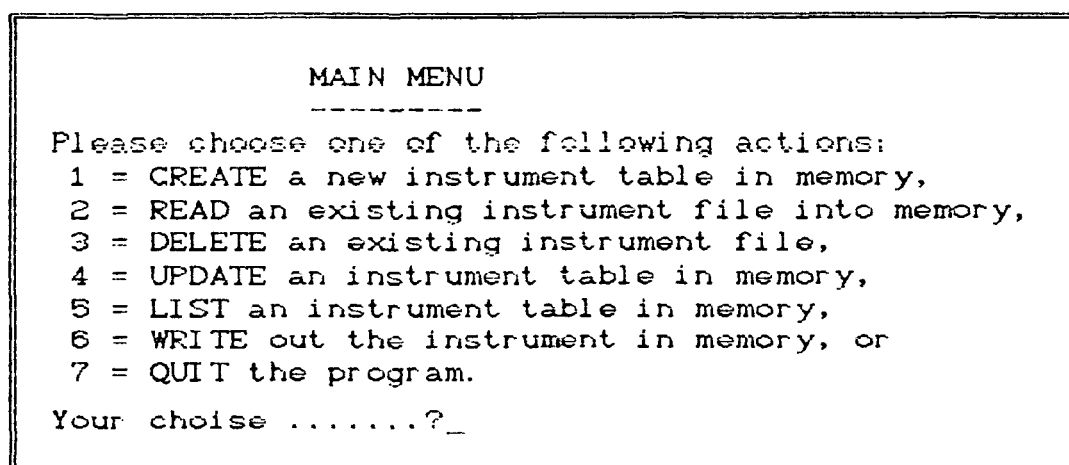 MAIN MENU
---------
Please choose one of the following actions:
1 = CREATE a new instrument table in memory,
2 = READ an existing instrument file into memory,
3 = DELETE an existing instrument file,
4 = UPDATE an instrument table in memory,
5 = LIST an instrument table in memory,
6 = WRITE out the instrument in memory, or
7 = QUIT the program.
Your choise .......?_